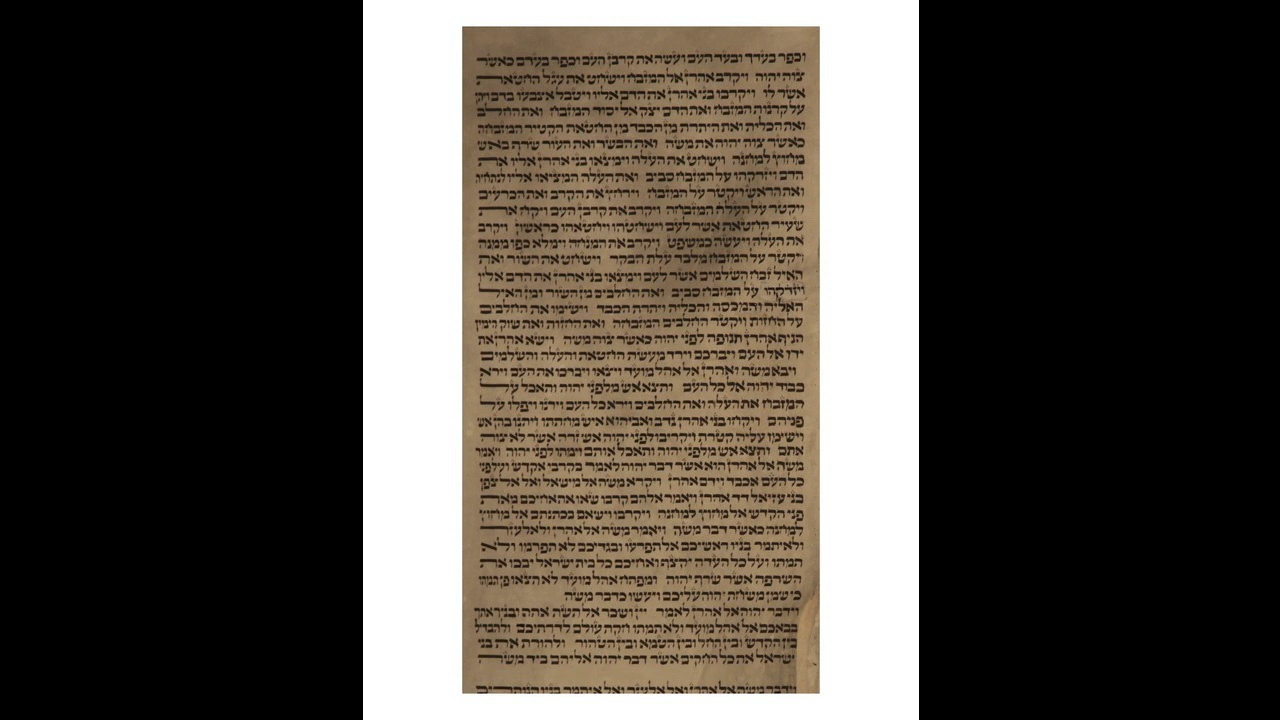 וכפר בעדך ובעד העם ועשה את קרבן העם וכפר בעדם כאשר
צוה יהוה ויקרב אהרן אל המזבח וישחט את עגל החטאת
אשר לו ויקרבו בני אהרן את הדם אליו ויטבל אצבעו בדם ויתן
על קרנות המזבח ואת הדם יצק אל יסוד המזבח ואת החלב
ואת הכלית ואת היתרת מן הכבד מן החטאת הקטיר המזבחה
כאשר צוה יהוה את משה ואת הבשר ואת העור שרף באש
מחוץ למחנה וישחט את העלה וימצאו בני אהרן אליו את
הדם ויזרקהו על המזבח סביב ואת העלה המציאו אליו לנתחיה
ואת הראש ויקטר על המזבח וירחץ את הקרב ואת הכרעים
ויקטר על העלה המזבחה ויקרב את קרבן העם ויקח את
שעיר החטאת אשר לעם וישחטהו ויחטאהו כראשון ויקרב
את העלה ויעשה כמשפט ויקרב את המנחה וימלא כפו ממנה
ויקטר על המזבח מלבד עלת הבקר וישחט את השור ואת
האיל זבח השלמים אשר לעם וימצאו בני אהרן את הדם אליו
ויזרקהו על המזבח סביב ואת החלבים מן השור ומן האיל
האליה והמכסה והכלית ויתרת הכבד וישימו את החלבים
על החזות ויקטר החלבים המזבחה ואת החזות ואת שוק הימין
הניף אהרן תנופה לפני יהוה כאשר צוה משה וישא אהרן את
ידו אל העם ויברכם וירד מעשת החטאת והעלה והשלמים
ויבא משה ואהרן אל אהל מועד ויצאו ויברכו את העם וירא
כבוד יהוה אל כל העם ותצא אש מלפני יהוה ותאכל על
המזבח את העלה ואת החלבים וירא כל העם וירנו ויפלו על
פניהם ויקחו בני אהרן נדב ואביהוא איש מחתתו ויתנו בהן אש
וישימו עליה קטרת ויקריבו לפני יהוה אש זרה אשר לא צוה
אתם ותצא אש מלפני יהוה ותאכל אותם וימתו לפני יהוה ויאמר
משה אל אהרן הוא אשר דבר יהוה לאמר בקרבי אקדש ועל פני
כל העם אכבד וידם אהרן ויקרא משה אל מישאל ואל אלצפן
בני עזיאל דד אהרן ויאמר אלהם קרבו שאו את אחיכם מאת
פני הקדש אל מחוץ למחנה ויקרבו וישאם בכתנתם אל מחוץ
למחנה כאשר דבר משה ויאמר משה אל אהרן ולאלעזר
ולאיתמר בניו ראשיכם אל תפרעו ובגדיכם לא תפרמו ולא
תמתו ועל כל העדה יקצף ואחיכם כל בית ישראל יבכו את
השרפה אשר שרף יהוה ומפתח אהל מועד לא תצאו פן תמתו
כי שמן משחת יהוה עליכם ויעשו כדבר משה
וידבר יהוה אל אהרן לאמר יין ושכר אל תשת אתה ובניך אתך
בבאכם אל אהל מועד ולא תמתו חקת עולם לדרתיכם ולהבדיל
בין הקדש ובין החל ובין הטמא ובין הטהור ולהורת את בני
ישראל את כל החקים אשר דבר יהוה אליהם ביד משה
וידבר משה אל אהרן ואל אלעזר ואל איתמר בניו הנותרים